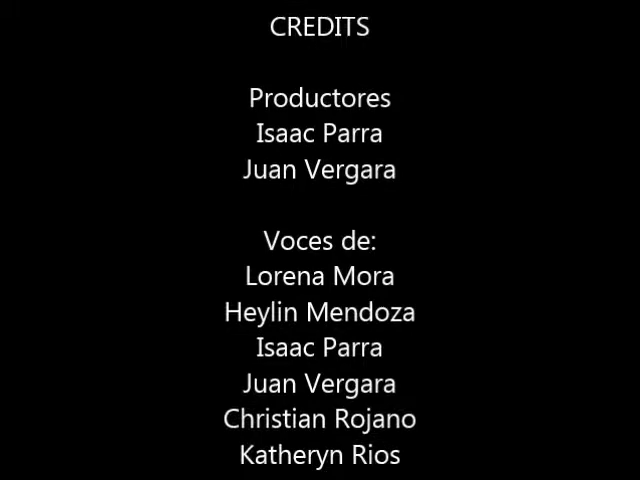 CREDITS
Productores
Isaac Parra
Juan Vergara
Voces de:
Lorena Mora
Heylin Mendoza
Isaac Parra
Juan Vergara
Christian Rojano
Katheryn Rios